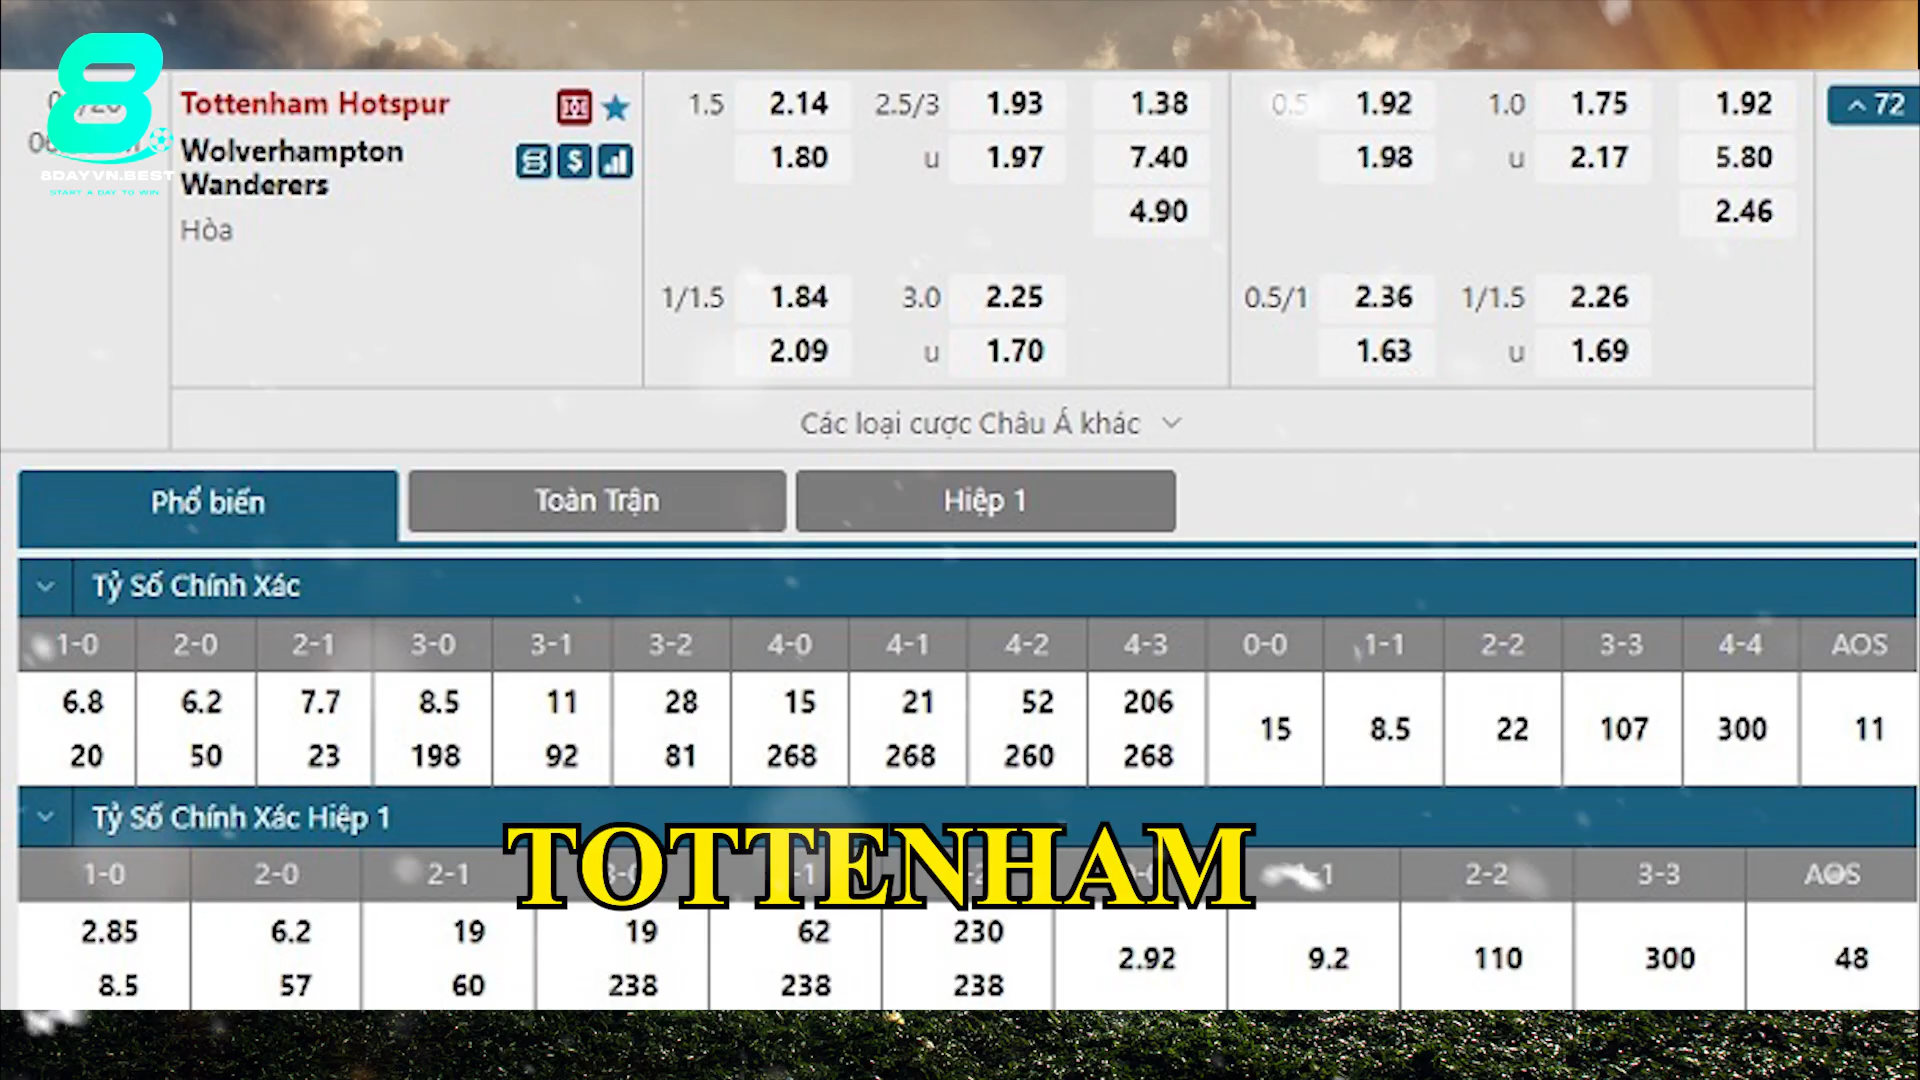 8DAYVN.BEST
START A DAY TO WIN
Tottenham Hotspur 1.5 2.14 2.5/3 1.93 1.38 0.5 1.92 1.0 1.75 1.92 72
Wolverhampton Wanderers $ 1.80 u 1.97 7.40 1.98 u 2.17 5.80
Hòa 4.90 2.46
1/1.5 1.84 3.0 2.25 0.5/1 2.36 1/1.5 2.26
2.09 u 1.70 1.63 u 1.69
Các loại cược Châu Á khác
Phổ biến Toàn Trận Hiệp 1
Tỷ Số Chính Xác
1-0 2-0 2-1 3-0 3-1 3-2 4-0 4-1 4-2 4-3 0-0 1-1 2-2 3-3 4-4 AOS
6.8 6.2 7.7 8.5 11 28 15 21 52 206
15 8.5 22 107 300 11
20 50 23 198 92 81 268 268 260 268
Tỷ Số Chính Xác Hiệp 1
TOTTENHAM
1-0 2-0 2-1 2-2 3-3 AOS
2.85 6.2 19 19 62 230
2.92 9.2 110 300 48
8.5 57 60 238 238 238